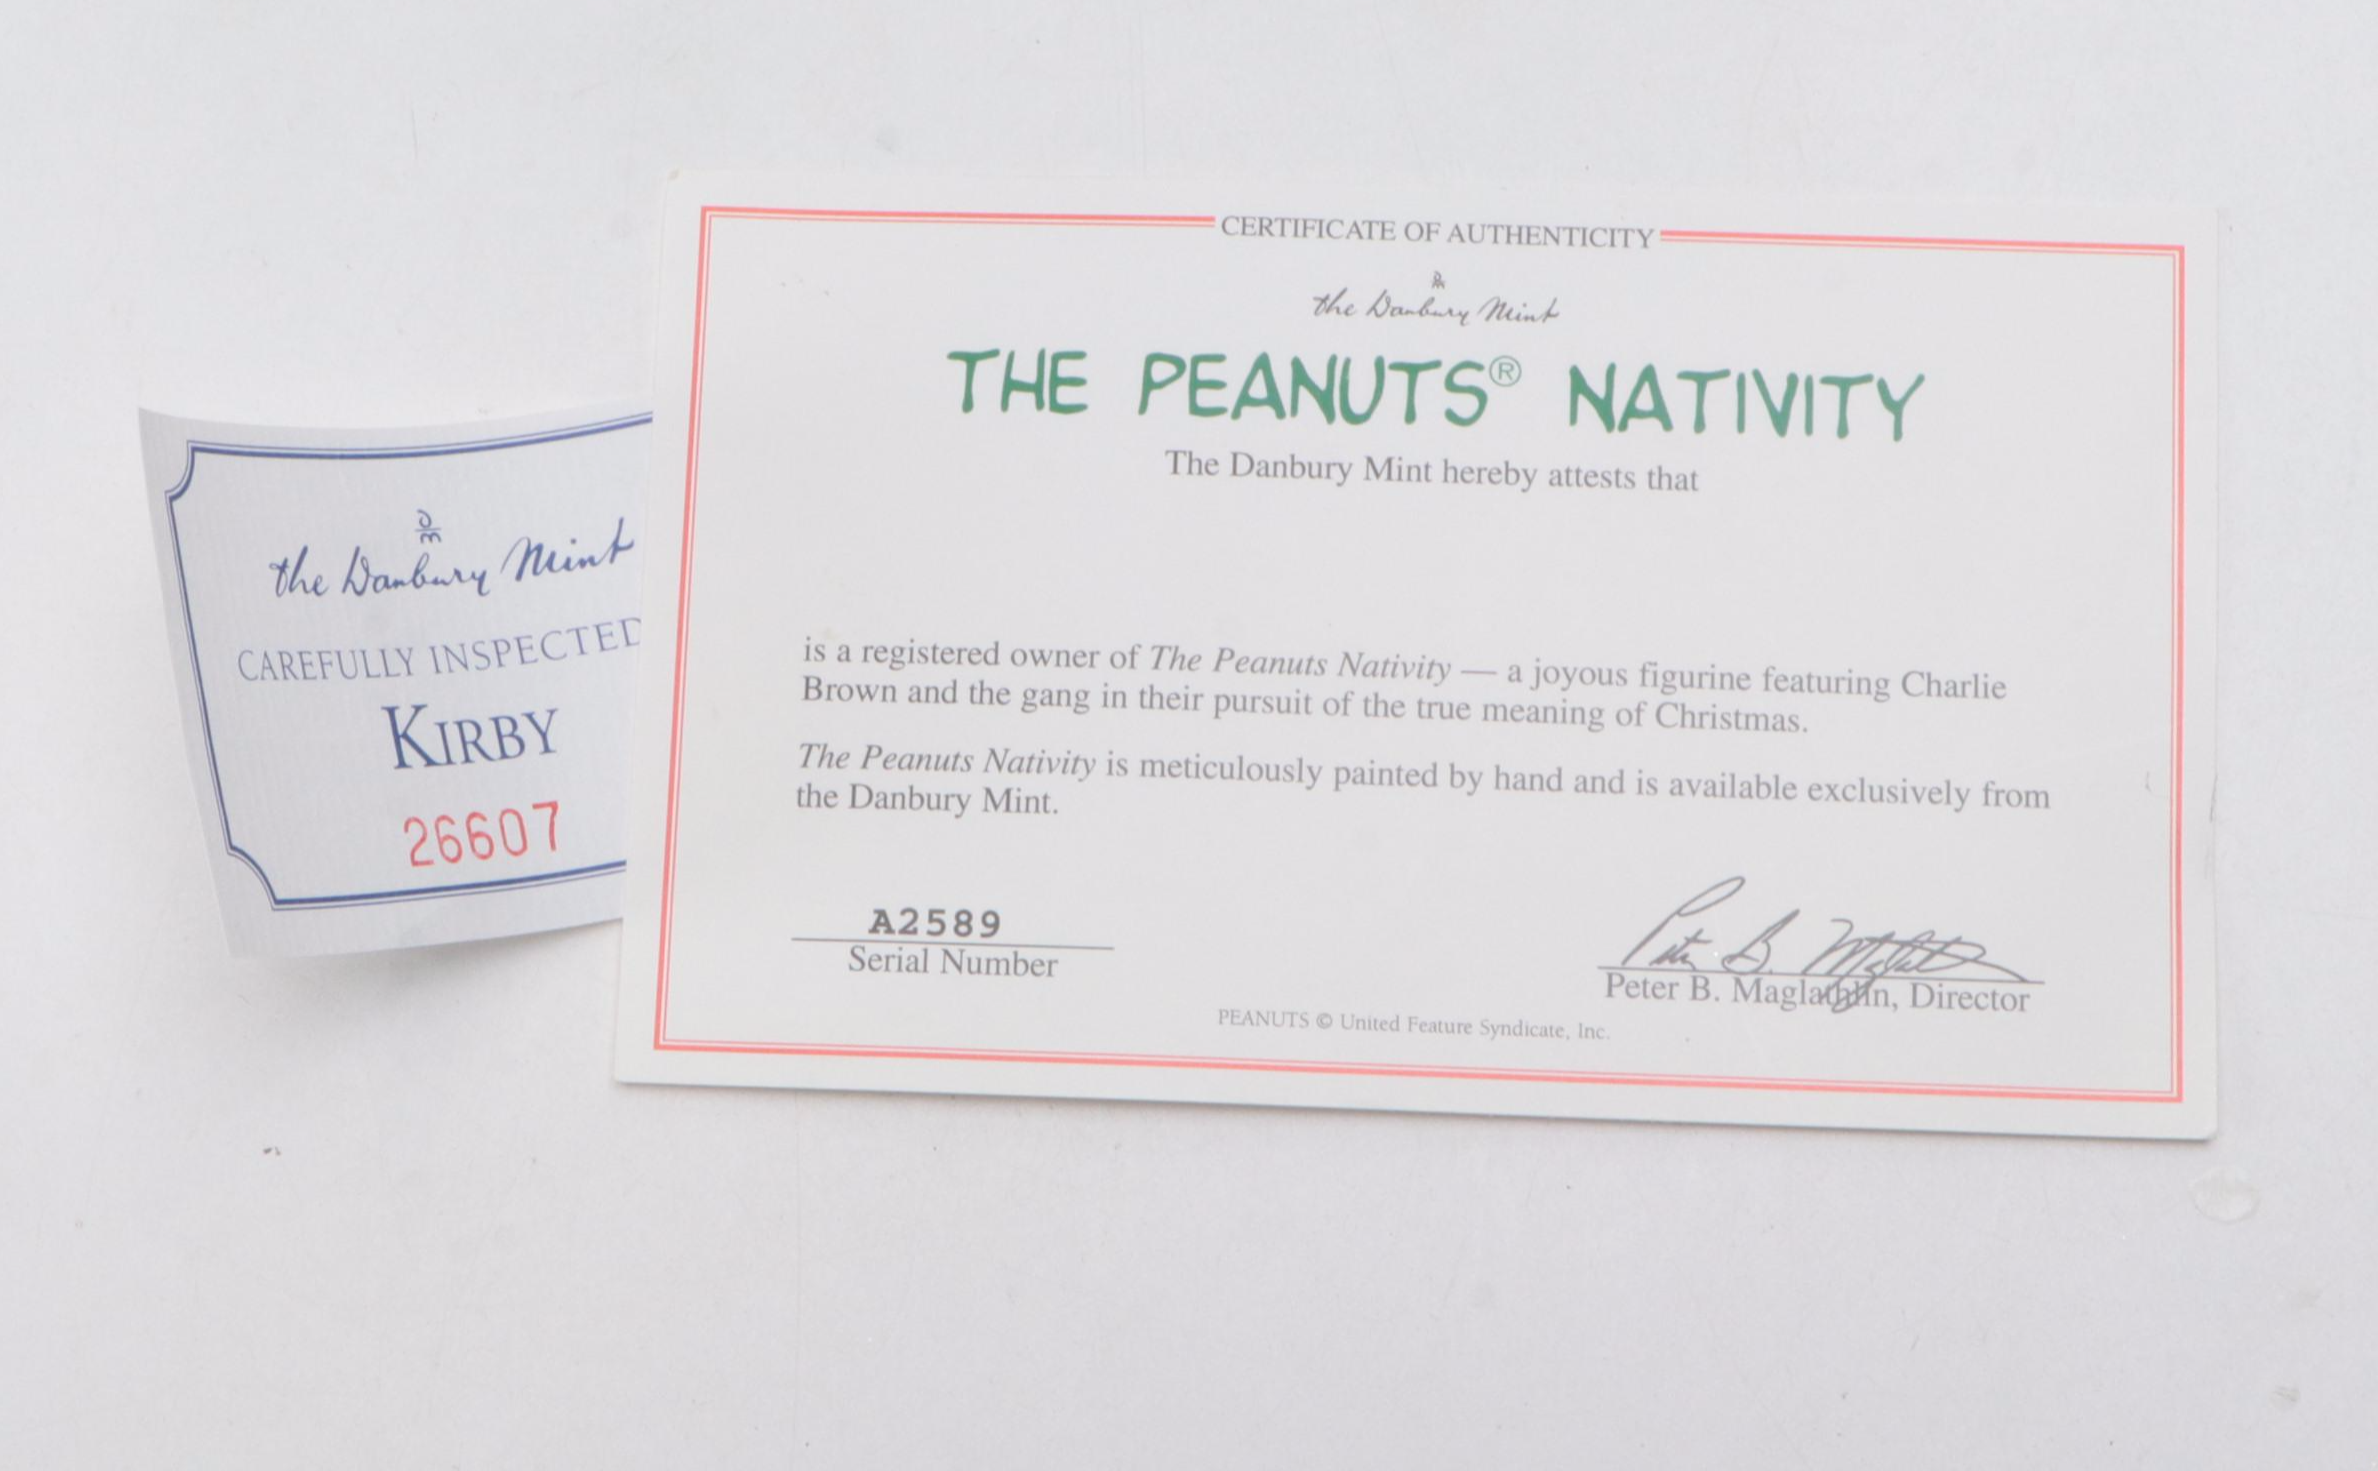 the Danbury Mint
CAREFULLY INSPECTED
KIRBY
26607
CERTIFICATE OF AUTHENTICITY
the Danbury Mint
THE PEANUTS® NATIVITY
The Danbury Mint hereby attests that
is a registered owner of The Peanuts Nativity — a joyous figurine featuring Charlie
Brown and the gang in their pursuit of the true meaning of Christmas.
The Peanuts Nativity is meticulously painted by hand and is available exclusively from
the Danbury Mint.
A2589
Serial Number
Peter B. Maglathlin, Director
PEANUTS © United Feature Syndicate, Inc.